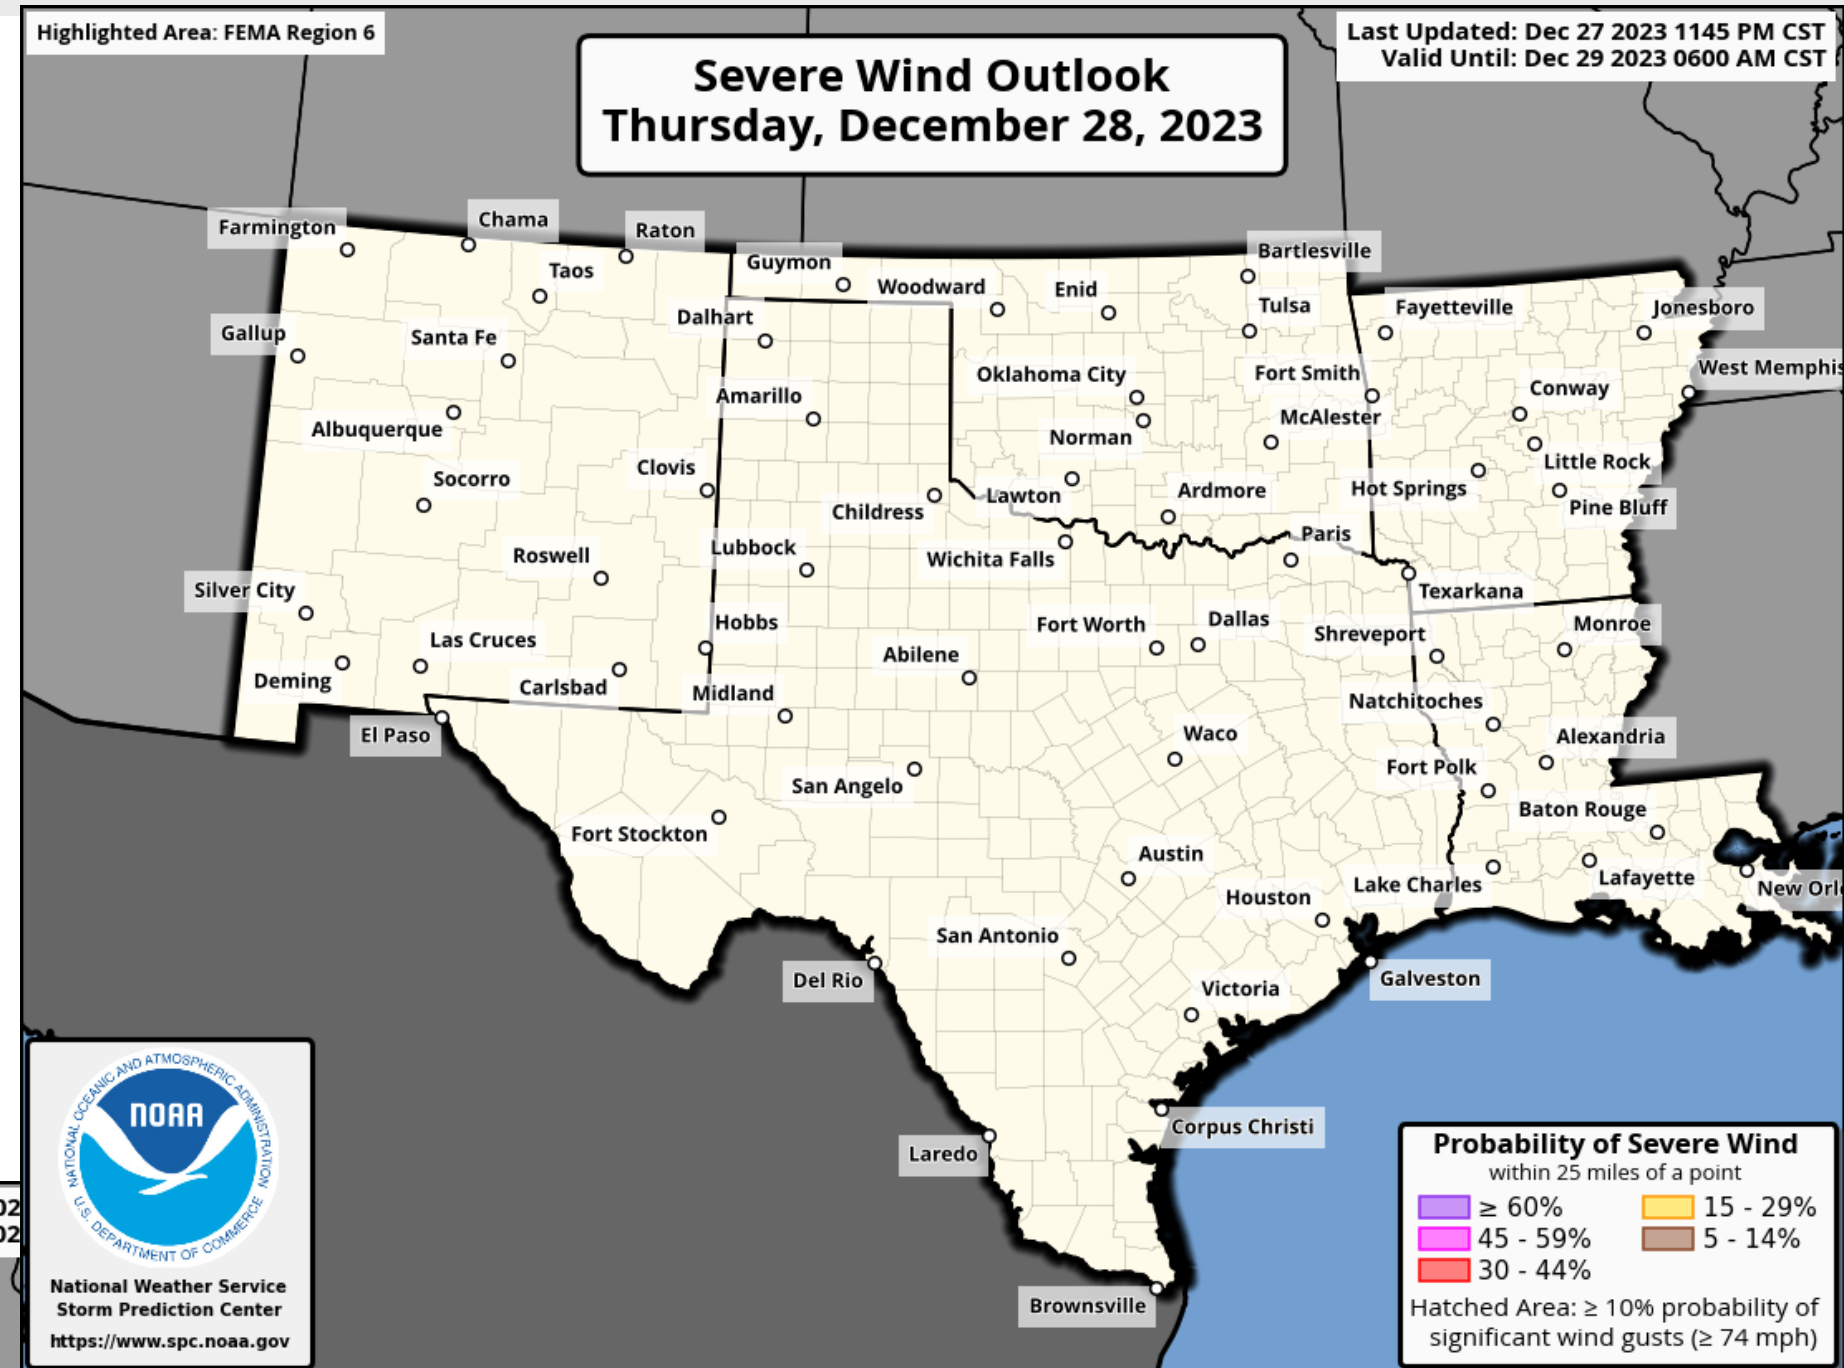 Highlighted Area: FEMA Region 6
Last Updated: Dec 27 2023 1145 PM CST
Valid Until: Dec 29 2023 0600 AM CST
Severe Wind Outlook
Thursday, December 28, 2023
Farmington
Chama
Raton
Taos
Guymon
Woodward
Enid
Bartlesville
Tulsa
Fayetteville
Jonesboro
Gallup
Santa Fe
Dalhart
West Memphis
Oklahoma City
Fort Smith
Conway
Amarillo
Albuquerque
Norman
McAlester
Little Rock
Socorro
Clovis
Childress
Lawton
Ardmore
Hot Springs
Pine Bluff
Roswell
Lubbock
Wichita Falls
Paris
Silver City
Texarkana
Las Cruces
Hobbs
Abilene
Fort Worth
Dallas
Shreveport
Monroe
Deming
Carlsbad
Midland
Natchitoches
El Paso
Waco
Alexandria
San Angelo
Fort Polk
Fort Stockton
Baton Rouge
Austin
Lake Charles
Lafayette
New Orl
Houston
San Antonio
Del Rio
Victoria
Galveston
Corpus Christi
Laredo
Brownsville
02
02
NATIONAL OCEANIC AND ATMOSPHERIC ADMINISTRATION
NOAA
U.S. DEPARTMENT OF COMMERCE
National Weather Service
Storm Prediction Center
https://www.spc.noaa.gov
Probability of Severe Wind
within 25 miles of a point
≥ 60%
15 - 29%
45 - 59%
5 - 14%
30 - 44%
Hatched Area: ≥ 10% probability of
significant wind gusts (≥ 74 mph)